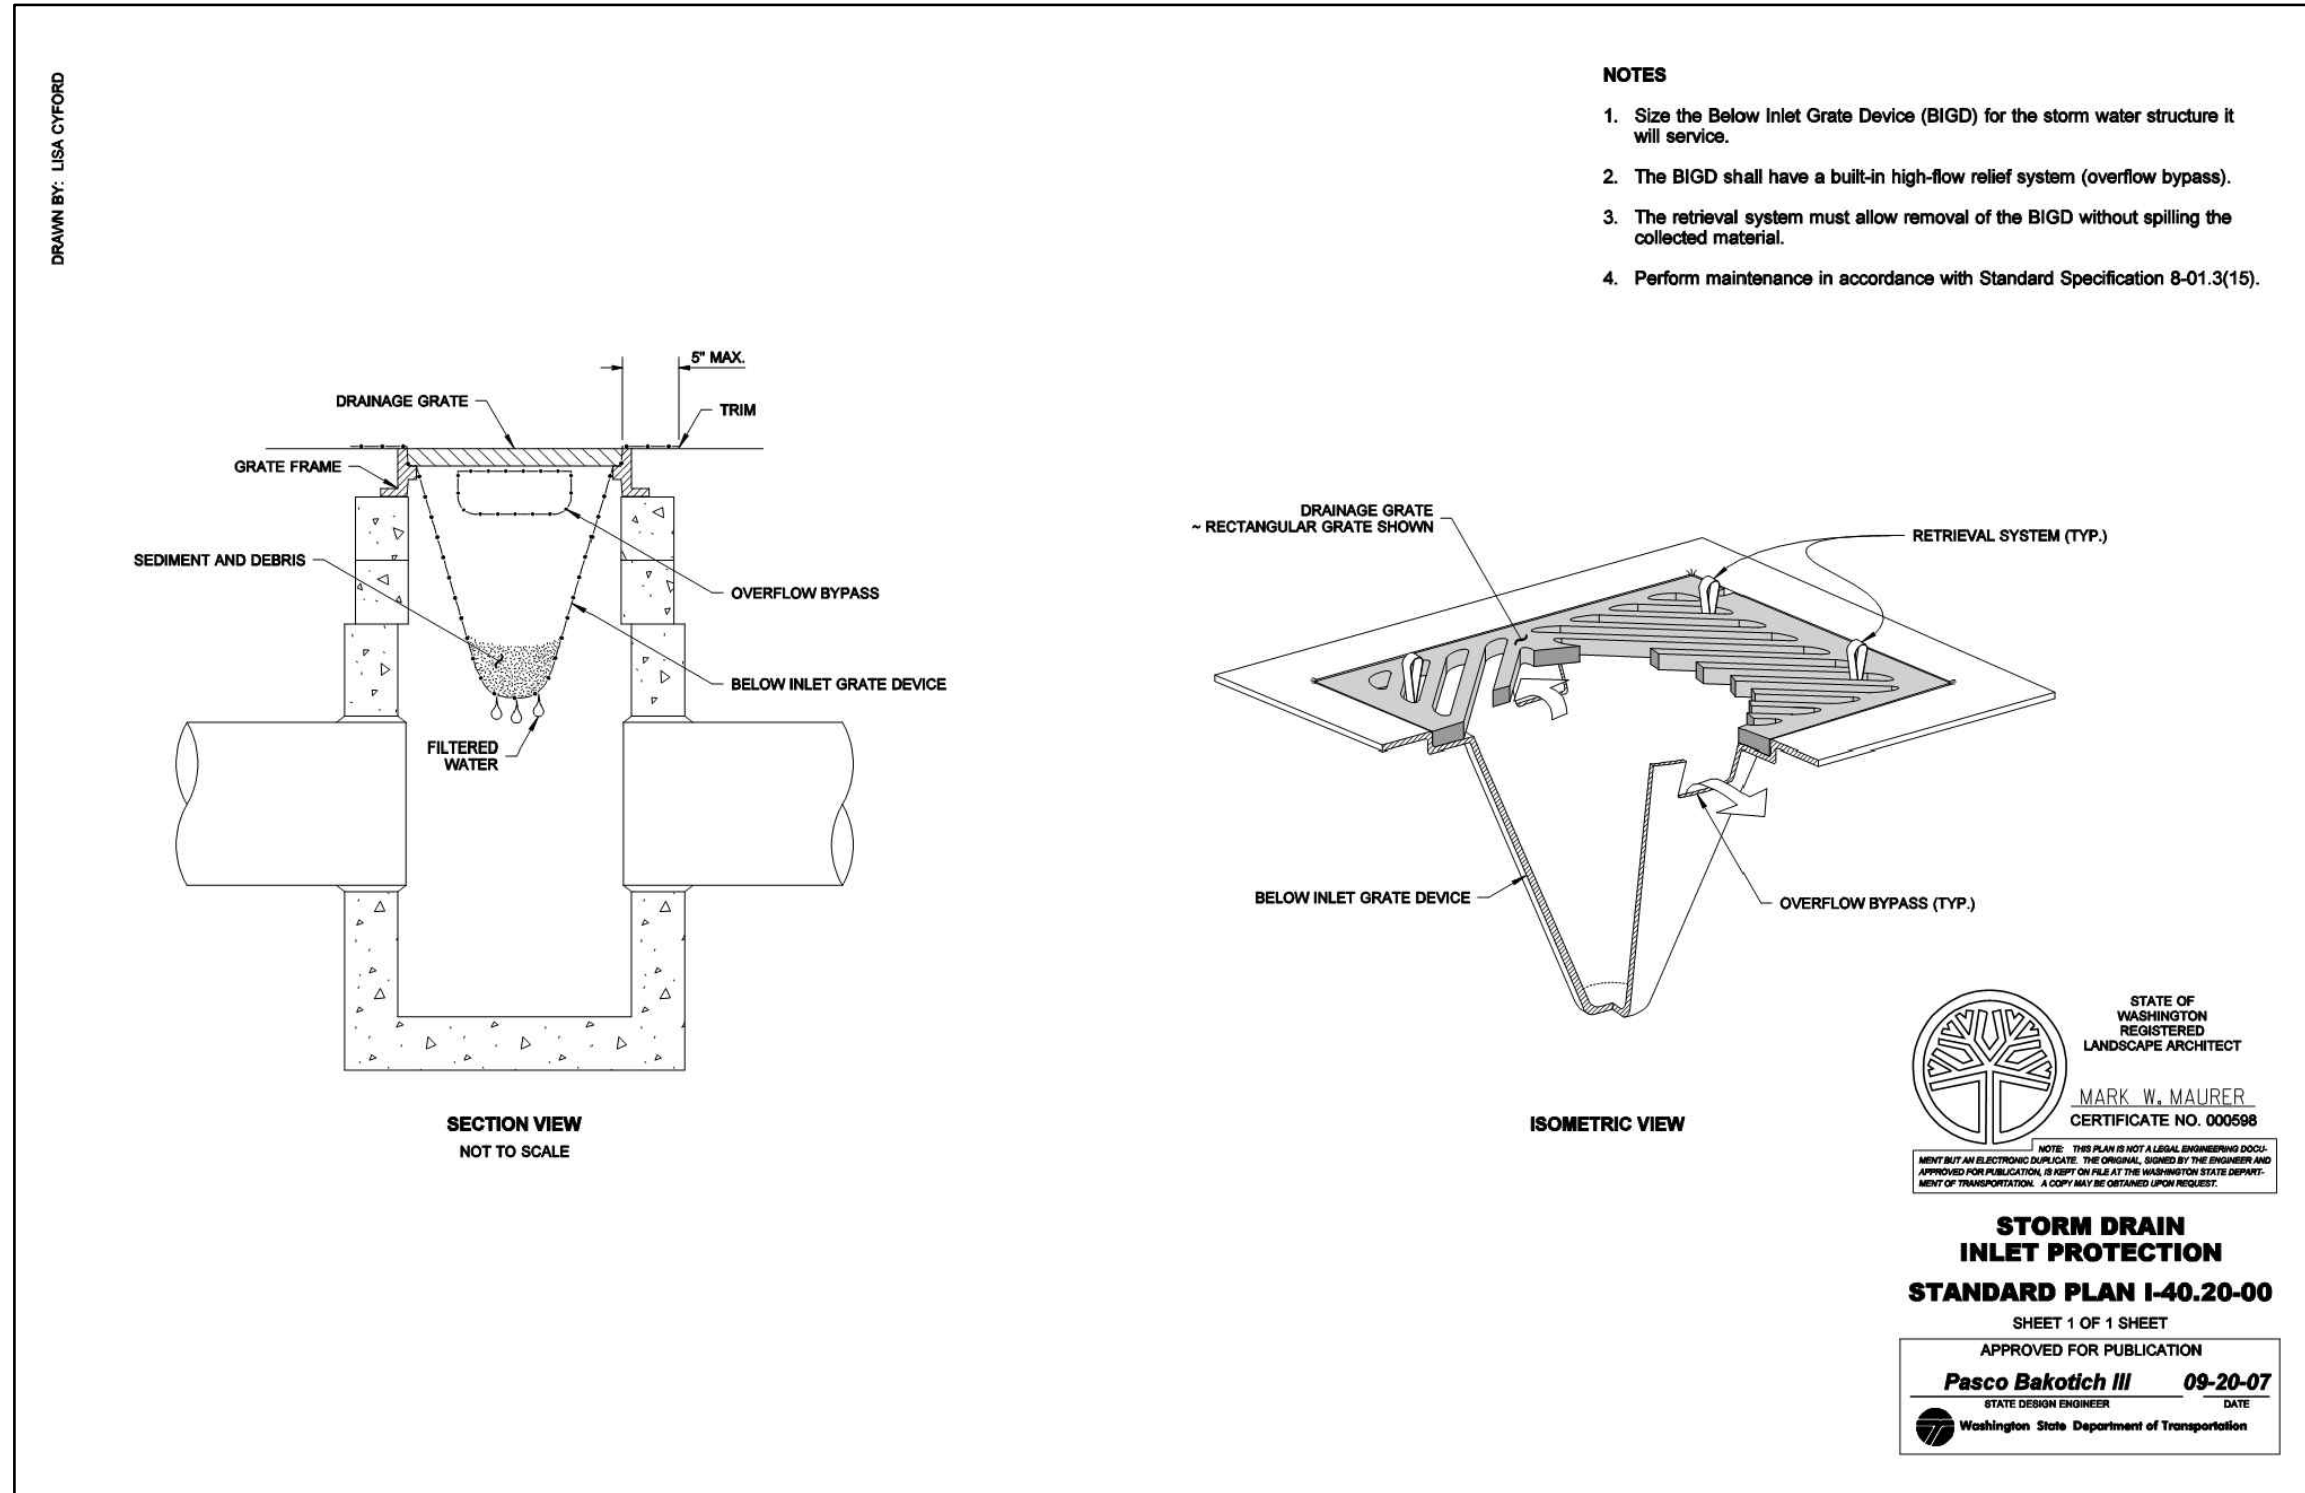 DRAWN BY: LISA CYFORD
NOTES
1. Size the Below Inlet Grate Device (BIGD) for the storm water structure it
will service.
2. The BIGD shall have a built-in high-flow relief system (overflow bypass).
3. The retrieval system must allow removal of the BIGD without spilling the
collected material.
4. Perform maintenance in accordance with Standard Specification 8-01.3(15).
5" MAX.
DRAINAGE GRATE
TRIM
GRATE FRAME
SEDIMENT AND DEBRIS
OVERFLOW BYPASS
BELOW INLET GRATE DEVICE
FILTERED
WATER
SECTION VIEW
NOT TO SCALE
DRAINAGE GRATE
~ RECTANGULAR GRATE SHOWN
RETRIEVAL SYSTEM (TYP.)
BELOW INLET GRATE DEVICE
OVERFLOW BYPASS (TYP.)
ISOMETRIC VIEW
STATE OF
WASHINGTON
REGISTERED
LANDSCAPE ARCHITECT
MARK W. MAURER
CERTIFICATE NO. 000598
NOTE: THIS PLAN IS NOT A LEGAL ENGINEERING DOCU-
MENT BUT AN ELECTRONIC DUPLICATE. THE ORIGINAL, SIGNED BY THE ENGINEER AND
APPROVED FOR PUBLICATION, IS KEPT ON FILE AT THE WASHINGTON STATE DEPART-
MENT OF TRANSPORTATION. A COPY MAY BE OBTAINED UPON REQUEST.
STORM DRAIN
INLET PROTECTION
STANDARD PLAN I-40.20-00
SHEET 1 OF 1 SHEET
APPROVED FOR PUBLICATION
Pasco Bakotich III 09-20-07
STATE DESIGN ENGINEER DATE
Washington State Department of Transportation